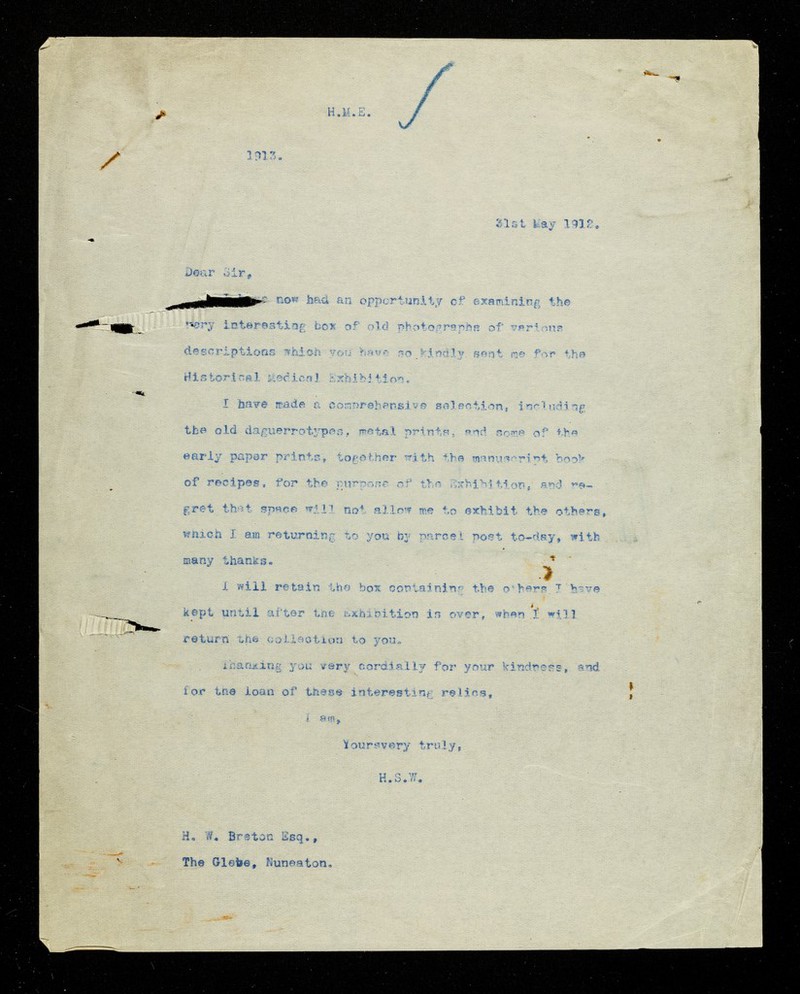 H.M.E.
1913.
31st May 1912.
Dear Sir,
now had an opportunity of examining the
very interesting box of old photographs of various
descriptions which you have so kindly sent me for the
Historical Medical Exhibition.
I have made a comprehensive selection, including
the old daguerrotypes, metal prints, and some of the
early paper prints, together with the manuscript book
of recipes, for the purpose of the Exhibition, and re-
gret that space will not allow me to exhibit the others,
which I am returning to you by parcel post to-day, with
many thanks.
I will retain the box containing the others I have
kept until after the Exhibition is over, when I will
return the collection to you.
Thanking you very cordially for your kindness, and
for the loan of these interesting relics,
I am,
Yoursvery truly,
H.S.W.
H. W. Breton Esq.,
The Glebe, Nuneaton.